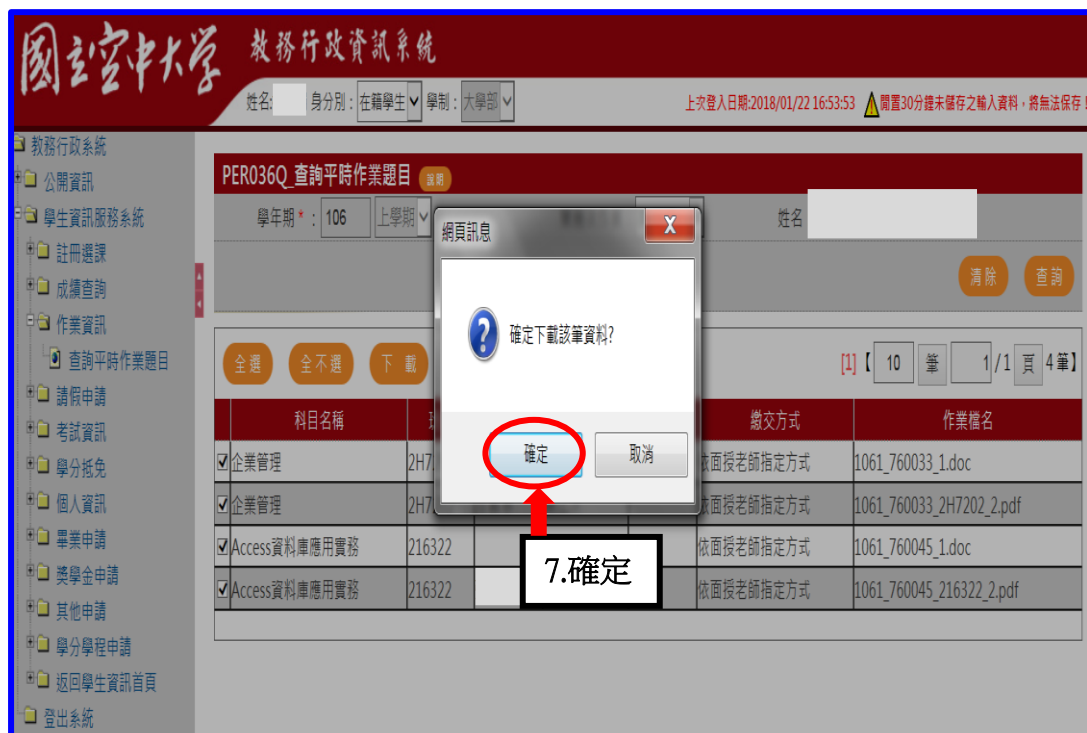 國立空中大學 教務行政資訊系統
姓名: 身分別：在籍學生 學制：大學部 上次登入日期:2018/01/22 16:53:53 閒置30分鐘未儲存之輸入資料，將無法保存！
教務行政系統
公開資訊
學生資訊服務系統
註冊選課
成績查詢
作業資訊
查詢平時作業題目
請假申請
考試資訊
學分抵免
個人資訊
畢業申請
獎學金申請
其他申請
學分學程申請
返回學生資訊首頁
登出系統
PER036Q_查詢平時作業題目 說明
學年期*：106 上學期 姓名
清除 查詢
網頁訊息 X
確定下載該筆資料?
確定 取消
7.確定
全選 全不選 下 載 [1]【 10 筆 1 / 1 頁 4筆】
科目名稱 繳交方式 作業檔名
企業管理 2H7 依面授老師指定方式 1061_760033_1.doc
企業管理 2H7 依面授老師指定方式 1061_760033_2H7202_2.pdf
Access資料庫應用實務 216322 依面授老師指定方式 1061_760045_1.doc
Access資料庫應用實務 216322 依面授老師指定方式 1061_760045_216322_2.pdf